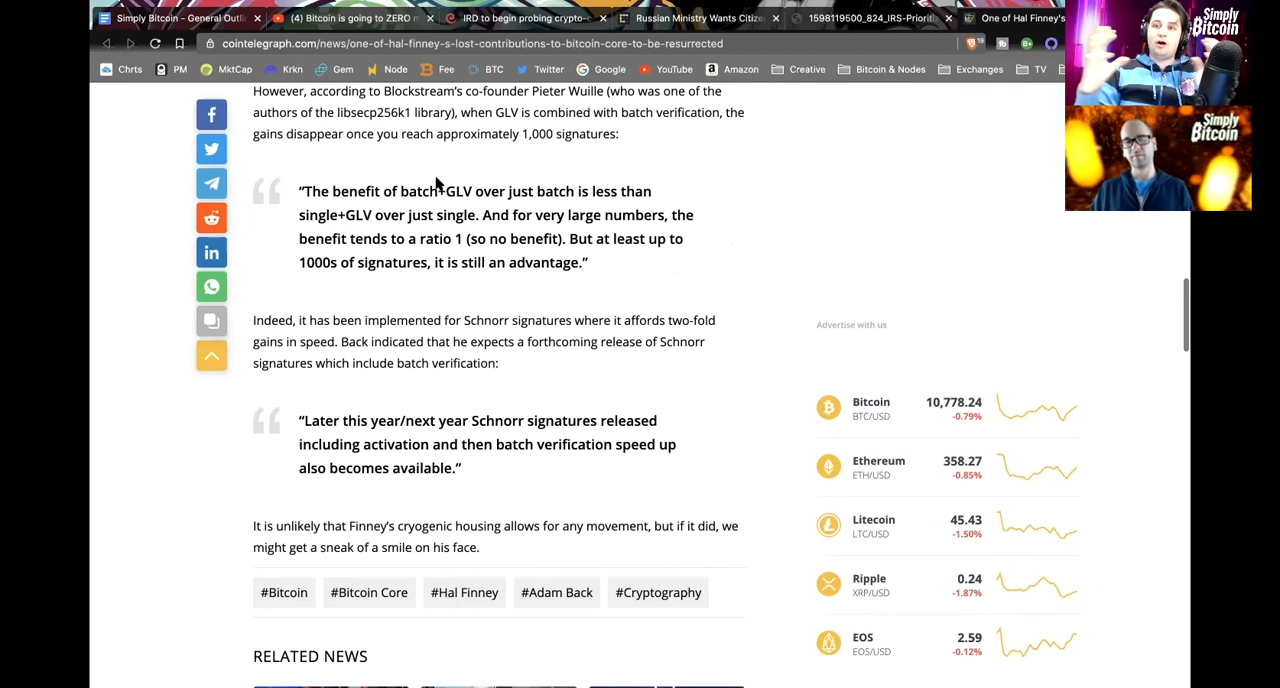 Simply Bitcoin – General Outli
(4) Bitcoin is going to ZERO
IRD to begin probing crypto-c
Russian Ministry Wants Citize
1598119500_824_IRS-Prioriti
One of Hal Finney's
cointelegraph.com/news/one-of-hal-finney-s-lost-contributions-to-bitcoin-core-to-be-resurrected
Chrts PM MktCap Krkn Gem Node Fee BTC Twitter Google YouTube Amazon Creative Bitcoin & Nodes Exchanges TV
Simply
Bitcoin
Simply
Bitcoin
However, according to Blockstream's co-founder Pieter Wuille (who was one of the
authors of the libsecp256k1 library), when GLV is combined with batch verification, the
gains disappear once you reach approximately 1,000 signatures:
“The benefit of batch+GLV over just batch is less than
single+GLV over just single. And for very large numbers, the
benefit tends to a ratio 1 (so no benefit). But at least up to
1000s of signatures, it is still an advantage.”
Indeed, it has been implemented for Schnorr signatures where it affords two-fold
gains in speed. Back indicated that he expects a forthcoming release of Schnorr
signatures which include batch verification:
“Later this year/next year Schnorr signatures released
including activation and then batch verification speed up
also becomes available.”
It is unlikely that Finney's cryogenic housing allows for any movement, but if it did, we
might get a sneak of a smile on his face.
#Bitcoin #Bitcoin Core #Hal Finney #Adam Back #Cryptography
RELATED NEWS
Advertise with us
Bitcoin 10,778.24
BTC/USD -0.79%
Ethereum 358.27
ETH/USD -0.85%
Litecoin 45.43
LTC/USD -1.50%
Ripple 0.24
XRP/USD -1.87%
EOS 2.59
EOS/USD -0.12%